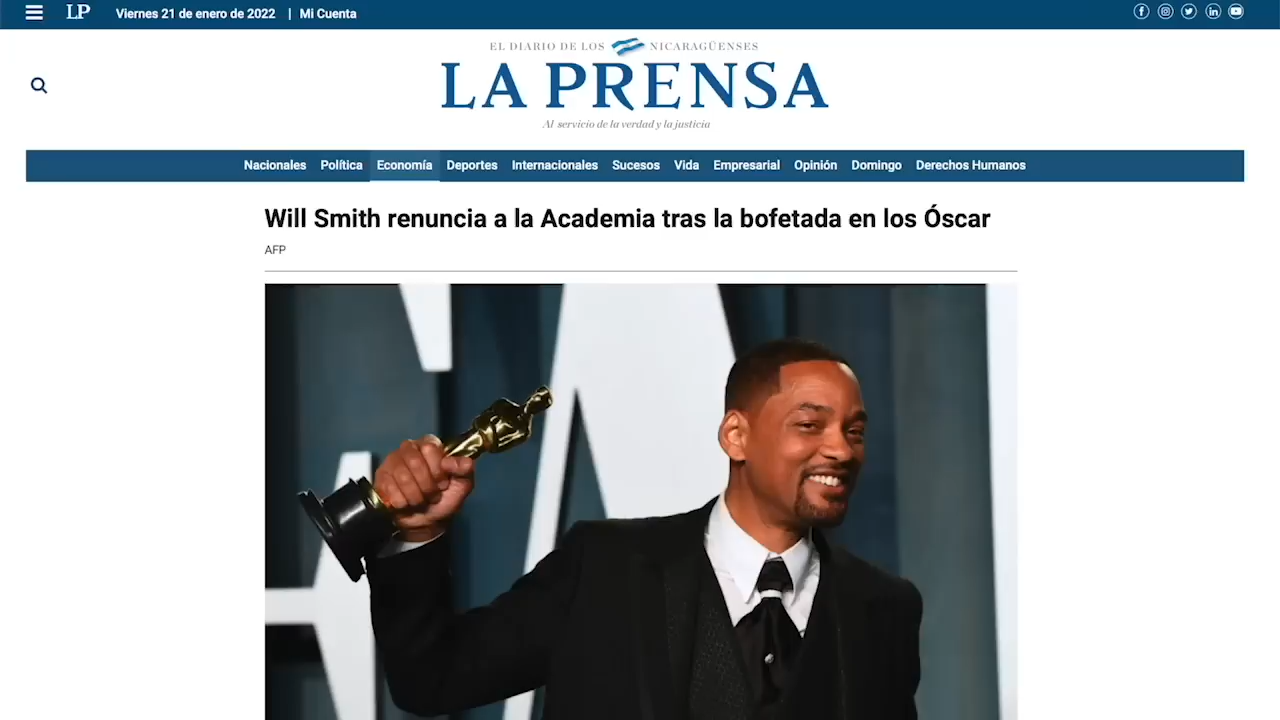 LP Viernes 21 de enero de 2022 | Mi Cuenta
EL DIARIO DE LOS NICARAGÜENSES
LA PRENSA
Al servicio de la verdad y la justicia
Nacionales Política Economía Deportes Internacionales Sucesos Vida Empresarial Opinión Domingo Derechos Humanos
Will Smith renuncia a la Academia tras la bofetada en los Óscar
AFP